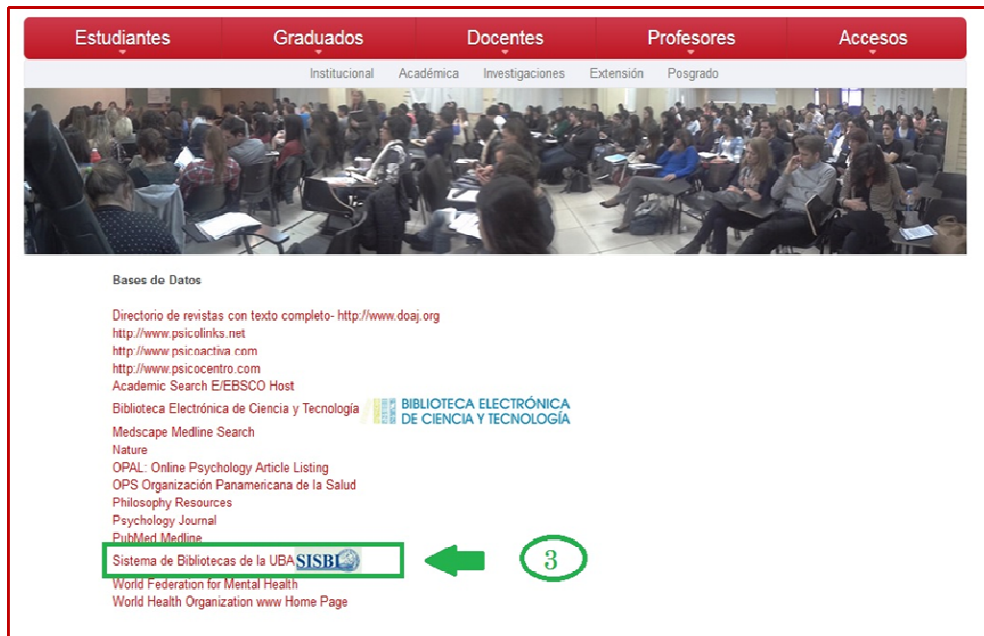 Estudiantes Graduados Docentes Profesores Accesos
Institucional Académica Investigaciones Extensión Posgrado
Bases de Datos
Directorio de revistas con texto completo- http://www.doaj.org
http://www.psicolinks.net
http://www.psicoactiva.com
http://www.psicocentro.com
Academic Search E/EBSCO Host
Biblioteca Electrónica de Ciencia y Tecnología BIBLIOTECA ELECTRÓNICA
DE CIENCIA Y TECNOLOGÍA
Medscape Medline Search
Nature
OPAL: Online Psychology Article Listing
OPS Organización Panamericana de la Salud
Philosophy Resources
Psychology Journal
PubMed Medline
Sistema de Bibliotecas de la UBA SISBI 3
World Federation for Mental Health
World Health Organization www Home Page